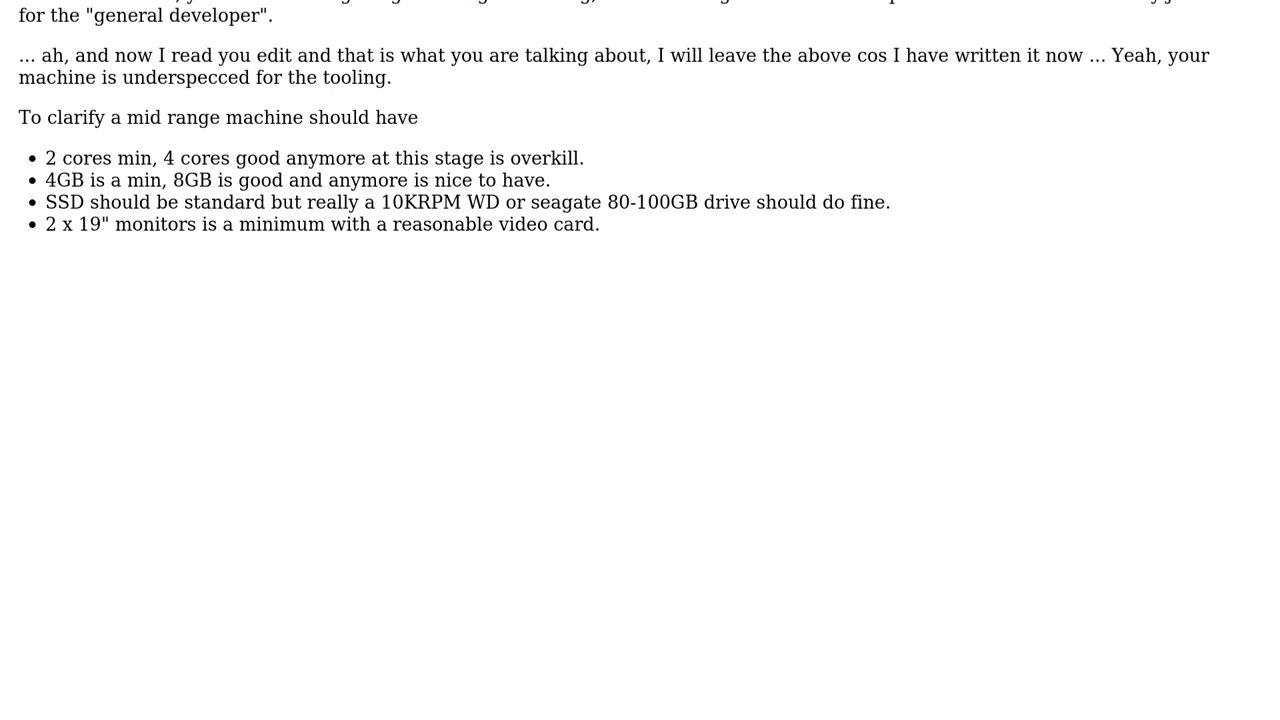 for the "general developer".
... ah, and now I read you edit and that is what you are talking about, I will leave the above cos I have written it now ... Yeah, your
machine is underspecced for the tooling.
To clarify a mid range machine should have
• 2 cores min, 4 cores good anymore at this stage is overkill.
• 4GB is a min, 8GB is good and anymore is nice to have.
• SSD should be standard but really a 10KRPM WD or seagate 80-100GB drive should do fine.
• 2 x 19" monitors is a minimum with a reasonable video card.